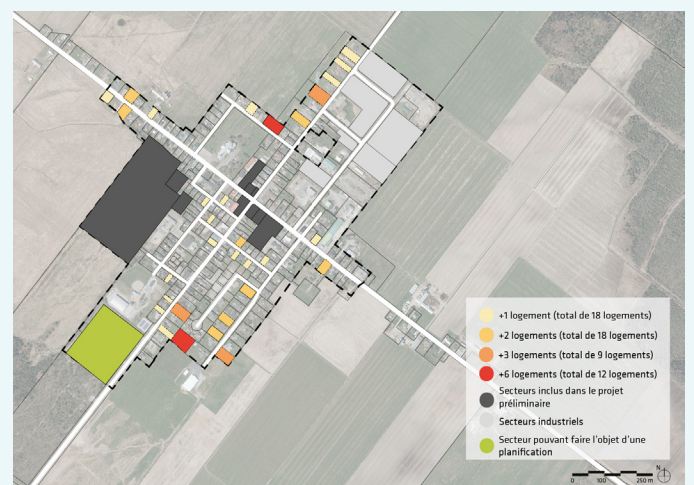 +1 logement (total de 18 logements)
+2 logements (total de 18 logements)
+3 logements (total de 9 logements)
+6 logements (total de 12 logements)
Secteurs inclus dans le projet
préliminaire
Secteurs industriels
Secteur pouvant faire l'objet d'une
planification
N
0 100 250 m